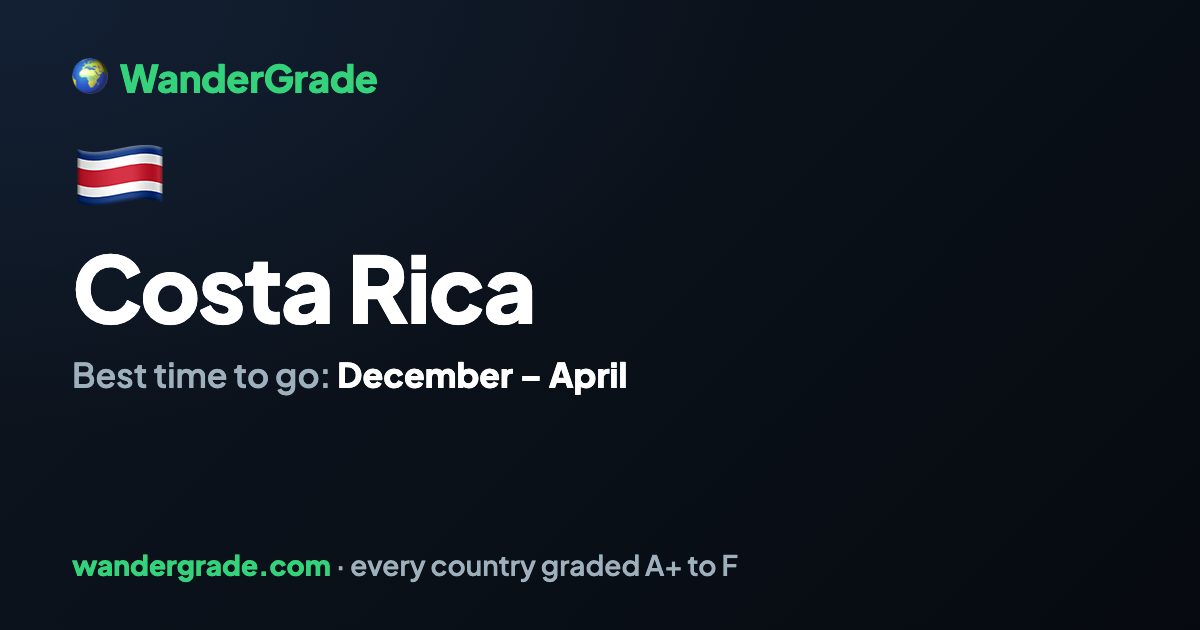 WanderGrade
Costa Rica
Best time to go: December – April
wandergrade.com · every country graded A+ to F